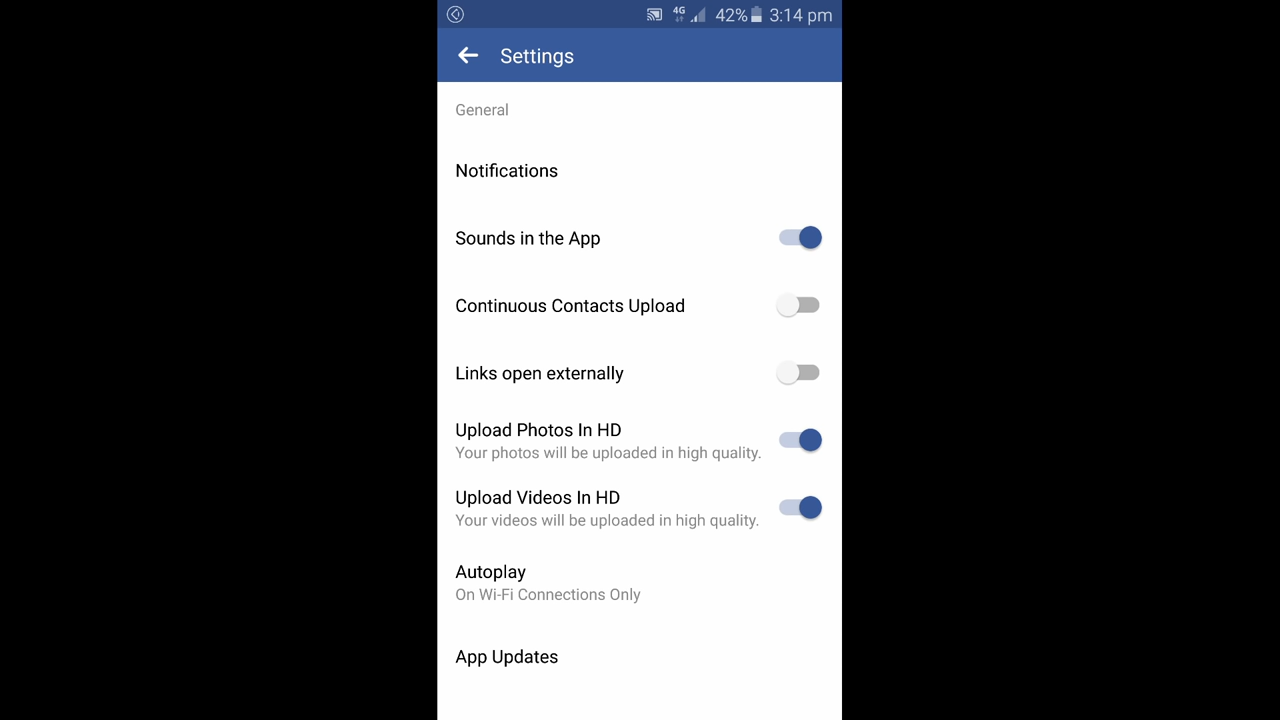 4G 42% 3:14 pm
Settings
General
Notifications
Sounds in the App
Continuous Contacts Upload
Links open externally
Upload Photos In HD
Your photos will be uploaded in high quality.
Upload Videos In HD
Your videos will be uploaded in high quality.
Autoplay
On Wi-Fi Connections Only
App Updates